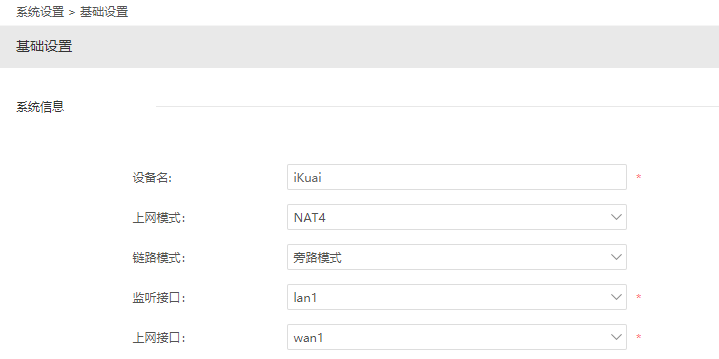 系统设置 > 基础设置
基础设置
系统信息
设备名: iKuai *
上网模式: NAT4
链路模式: 旁路模式
监听接口: lan1 *
上网接口: wan1 *